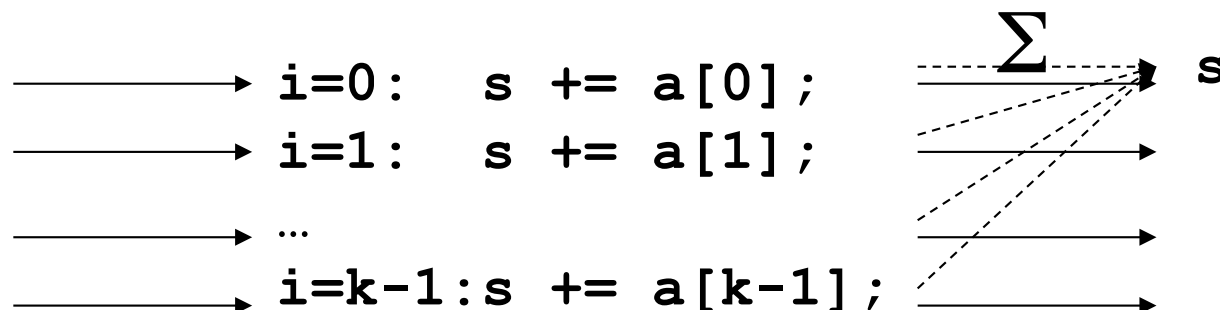 ∑
i=0: s += a[0]; s
i=1: s += a[1];
...
i=k-1:s += a[k-1];